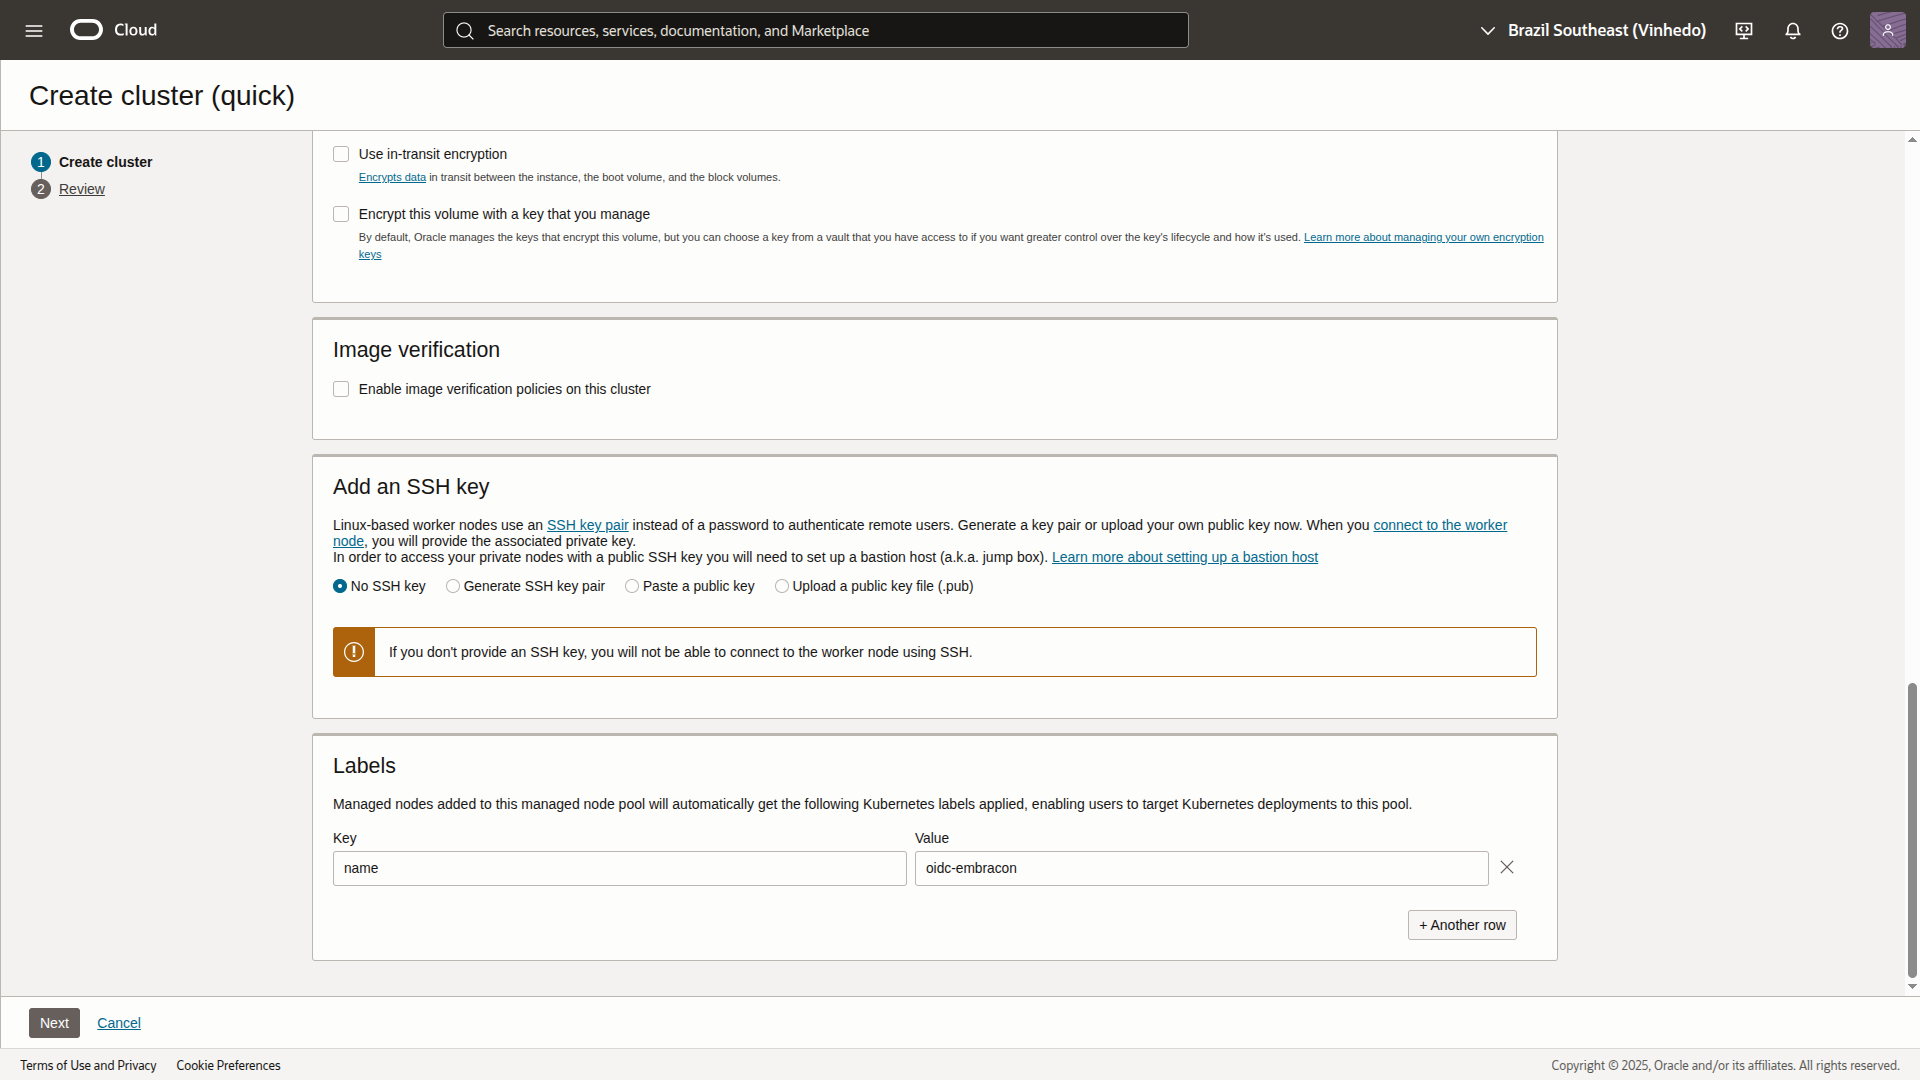 Cloud
Search resources, services, documentation, and Marketplace
Brazil Southeast (Vinhedo)
Create cluster (quick)
1 Create cluster
2 Review
Use in-transit encryption
Encrypts data in transit between the instance, the boot volume, and the block volumes.
Encrypt this volume with a key that you manage
By default, Oracle manages the keys that encrypt this volume, but you can choose a key from a vault that you have access to if you want greater control over the key's lifecycle and how it's used. Learn more about managing your own encryption
keys
Image verification
Enable image verification policies on this cluster
Add an SSH key
Linux-based worker nodes use an SSH key pair instead of a password to authenticate remote users. Generate a key pair or upload your own public key now. When you connect to the worker
node, you will provide the associated private key.
In order to access your private nodes with a public SSH key you will need to set up a bastion host (a.k.a. jump box). Learn more about setting up a bastion host
No SSH key Generate SSH key pair Paste a public key Upload a public key file (.pub)
If you don't provide an SSH key, you will not be able to connect to the worker node using SSH.
Labels
Managed nodes added to this managed node pool will automatically get the following Kubernetes labels applied, enabling users to target Kubernetes deployments to this pool.
Key Value
name oidc-embracon
+ Another row
Next Cancel
Terms of Use and Privacy Cookie Preferences
Copyright © 2025, Oracle and/or its affiliates. All rights reserved.